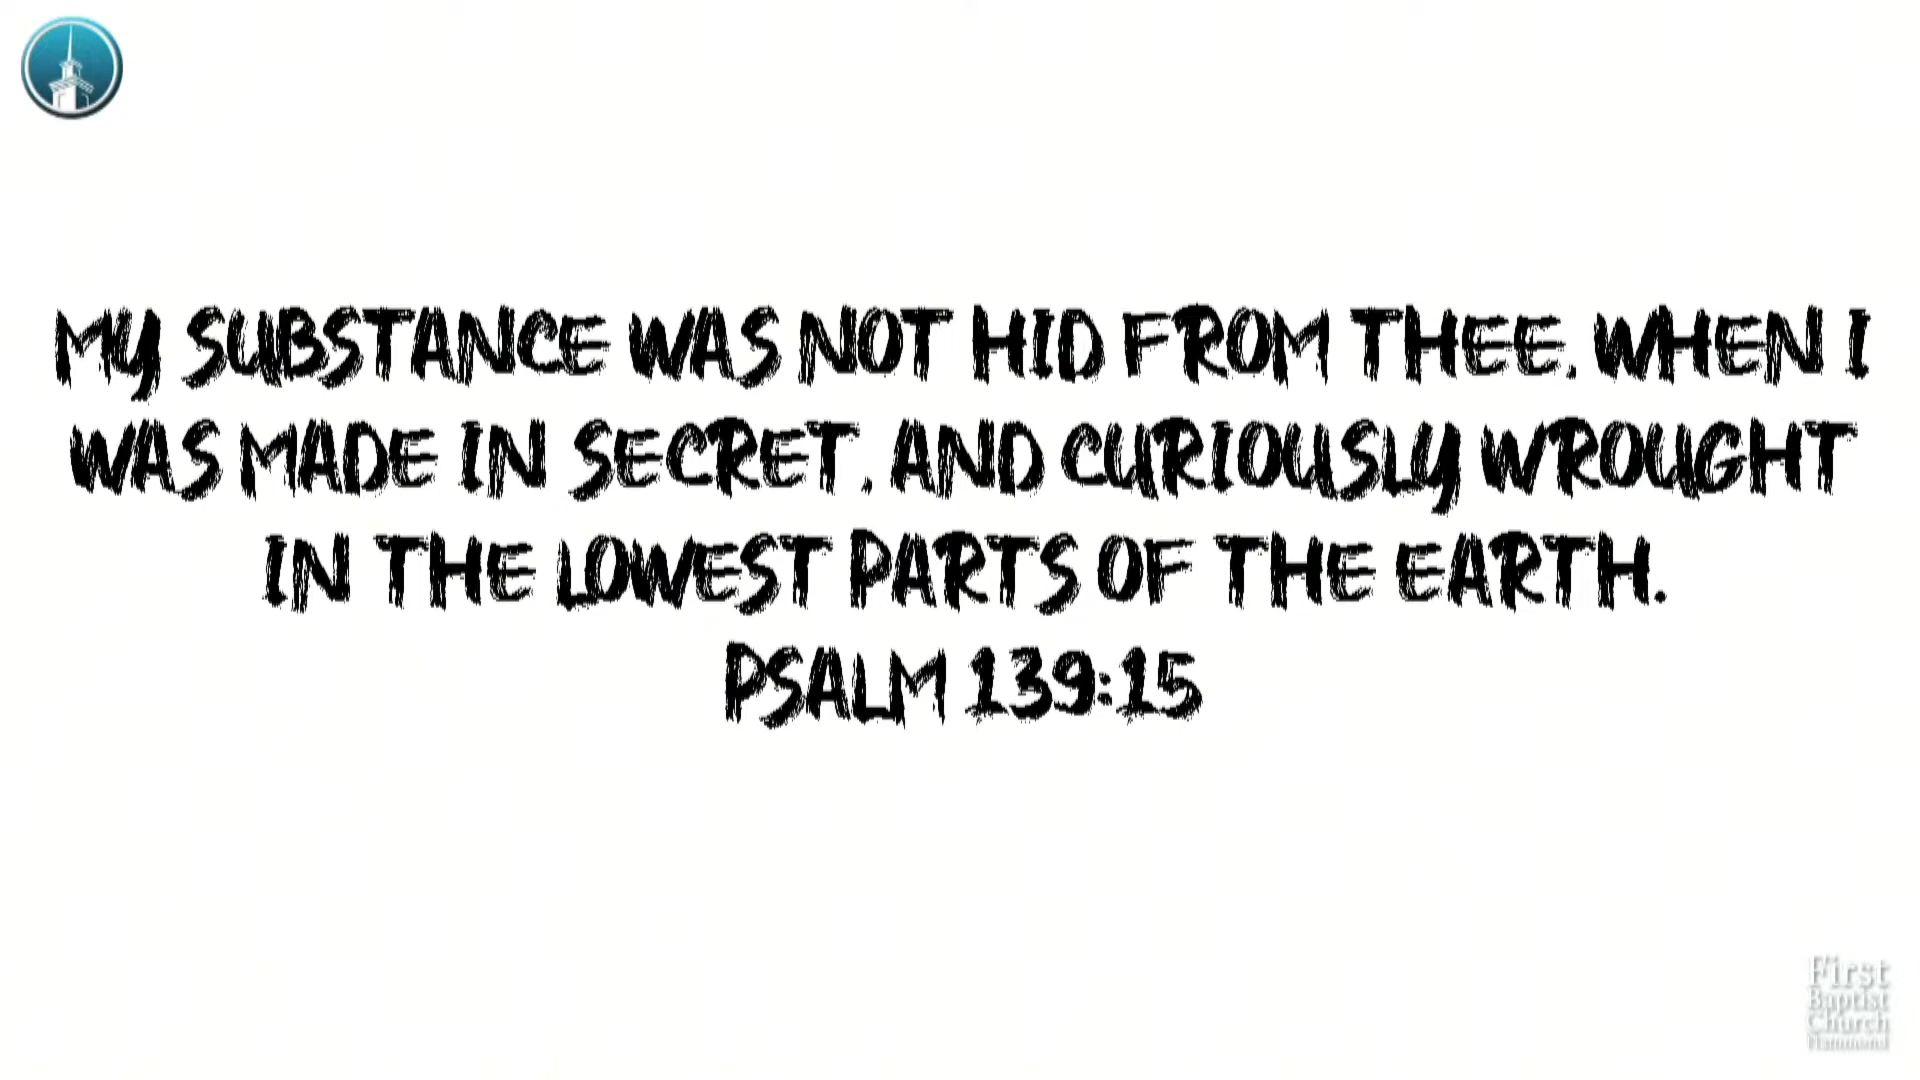 MY SUBSTANCE WAS NOT HID FROM THEE, WHEN I
WAS MADE IN SECRET, AND CURIOUSLY WROUGHT
IN THE LOWEST PARTS OF THE EARTH.
PSALM 139:15
First
Baptist
Church
Hammond